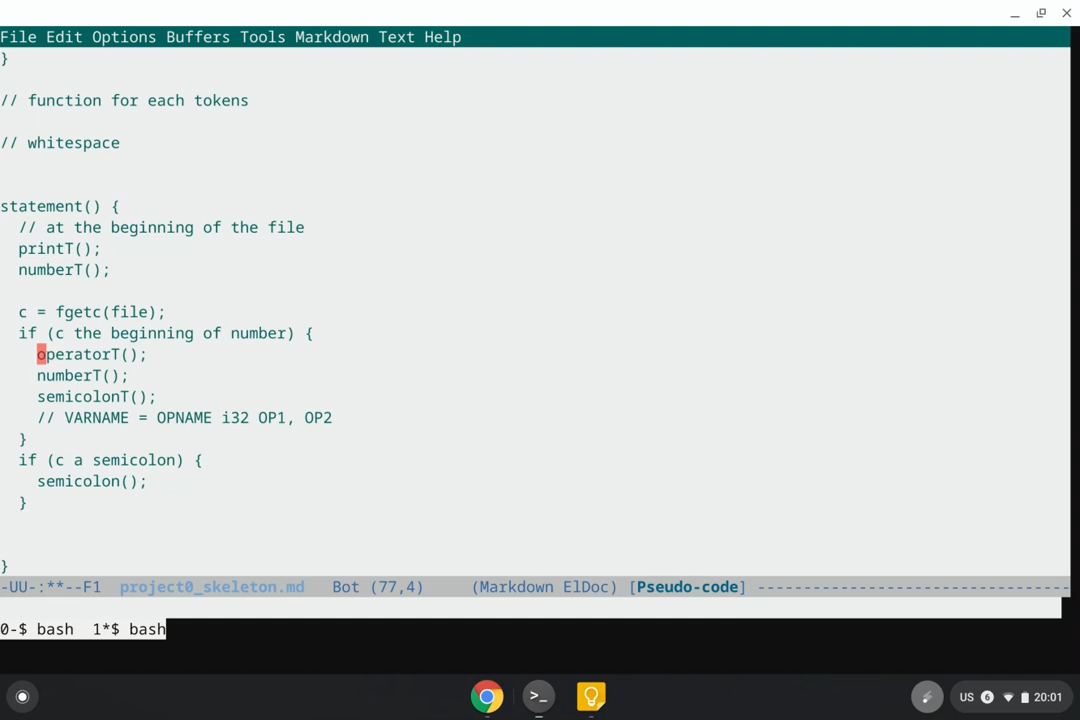 File Edit Options Buffers Tools Markdown Text Help
}
// function for each tokens
// whitespace
statement() {
// at the beginning of the file
printT();
numberT();
c = fgetc(file);
if (c the beginning of number) {
operatorT();
numberT();
semicolonT();
// VARNAME = OPNAME i32 OP1, OP2
}
if (c a semicolon) {
semicolon();
}
}
-UU-:**--F1 project0_skeleton.md Bot (77,4) (Markdown ElDoc) [Pseudo-code] ----------------------------------
0-$ bash 1*$ bash
>_ US 6 20:01